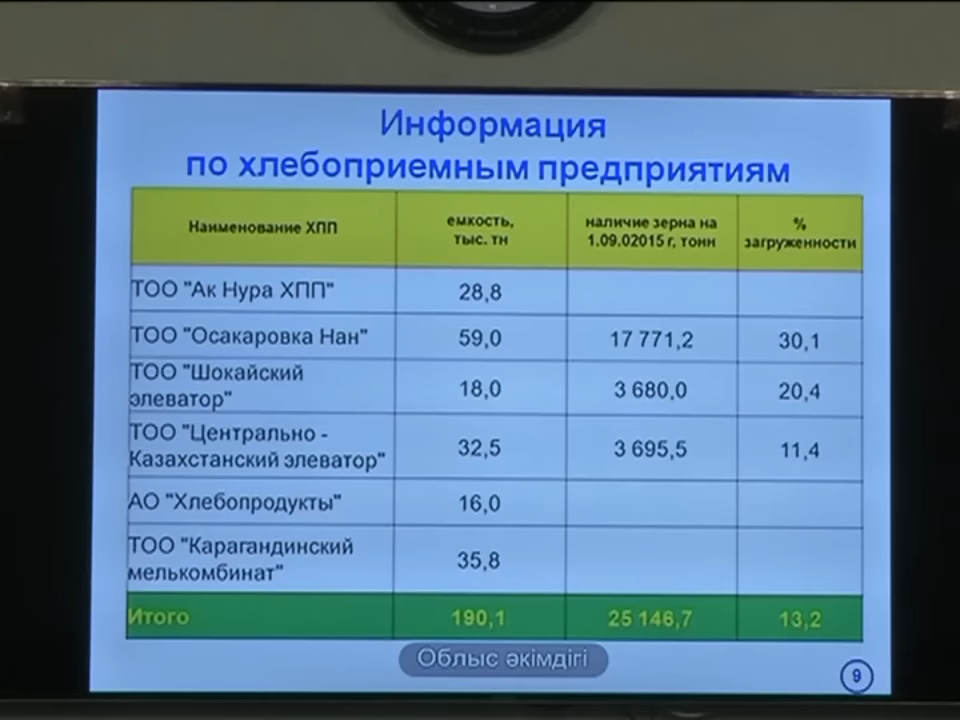 Информация
по хлебоприемным предприятиям
Наименование ХПП
емкость,
тыс. тн
наличие зерна на
1.09.02015 г, тонн
%
загруженности
ТОО "Ак Нура ХПП"
28,8
ТОО "Осакаровка Нан"
59,0
17 771,2
30,1
ТОО "Шокайский
элеватор"
18,0
3 680,0
20,4
ТОО "Центрально -
Казахстанский элеватор"
32,5
3 695,5
11,4
АО "Хлебопродукты"
16,0
ТОО "Карагандинский
мелькомбинат"
35,8
Итого
190,1
25 146,7
13,2
Облыс әкімдігі
9